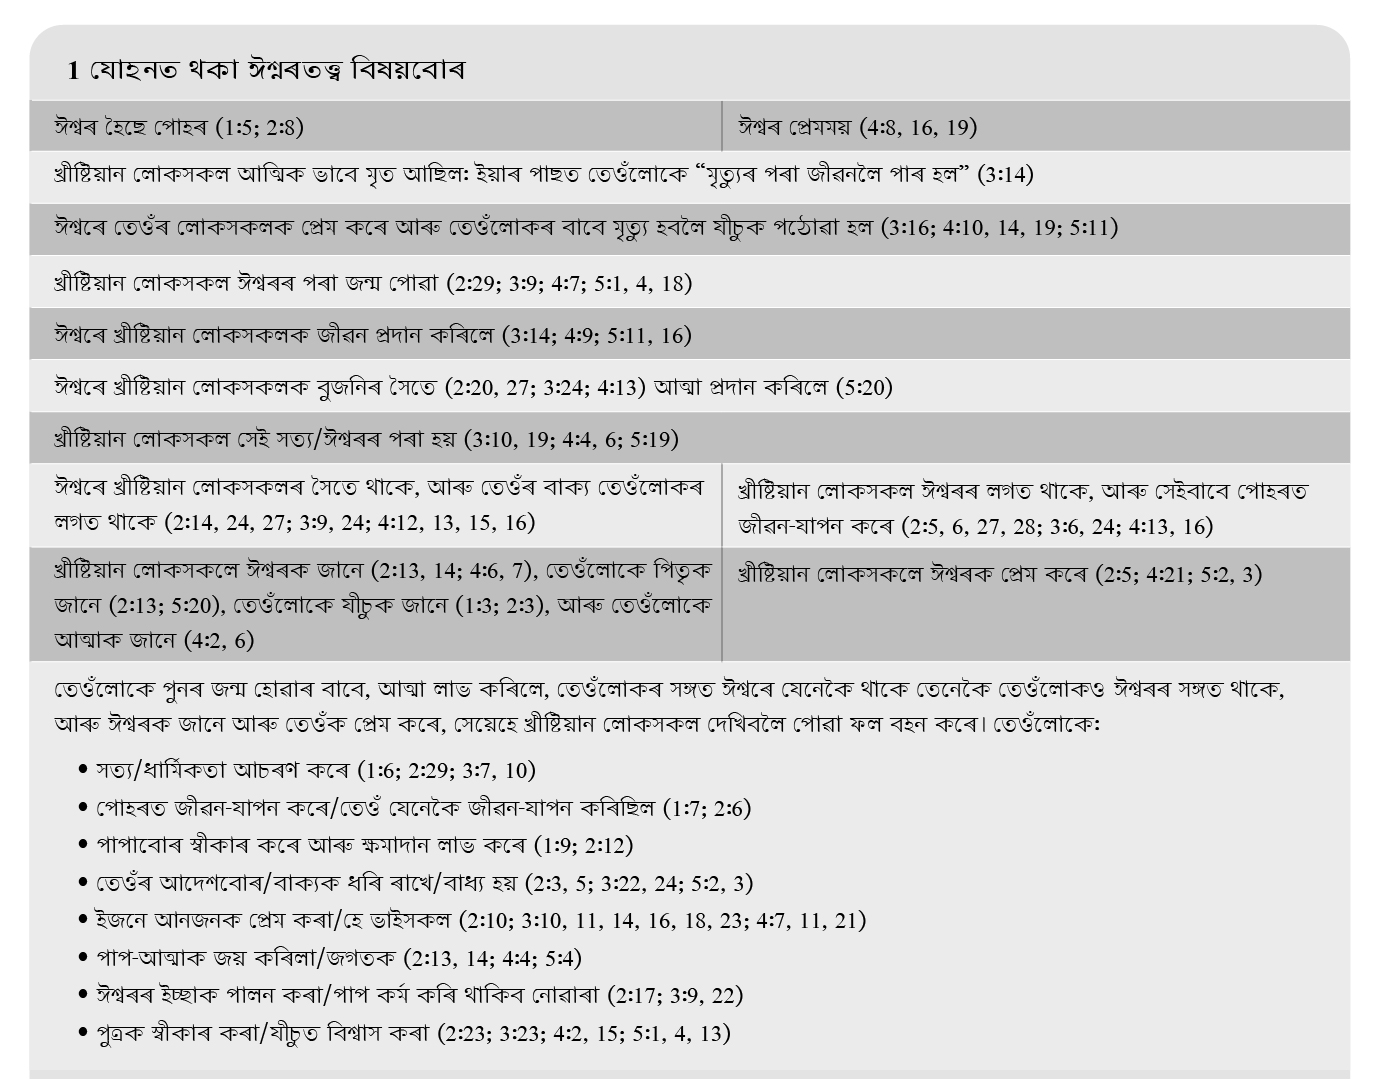 1 যোহনত থকা ঈশ্বৰতত্ত্ব বিষয়বোৰ
ঈশ্বৰ হৈছে পোহৰ (1:5; 2:8)
ঈশ্বৰ প্ৰেমময় (4:8, 16, 19)
খ্ৰীষ্টিয়ান লোকসকল আত্মিক ভাবে মৃত আছিল: ইয়াৰ পাছত তেওঁলোকে “মৃত্যুৰ পৰা জীৱনলৈ পাৰ হল” (3:14)
ঈশ্বৰে তেওঁৰ লোকসকলক প্ৰেম কৰে আৰু তেওঁলোকৰ বাবে মৃত্যু হবলৈ যীচুক পঠোৱা হল (3:16; 4:10, 14, 19; 5:11)
খ্ৰীষ্টিয়ান লোকসকল ঈশ্বৰৰ পৰা জন্ম পোৱা (2:29; 3:9; 4:7; 5:1, 4, 18)
ঈশ্বৰে খ্ৰীষ্টিয়ান লোকসকলক জীৱন প্ৰদান কৰিলে (3:14; 4:9; 5:11, 16)
ঈশ্বৰে খ্ৰীষ্টিয়ান লোকসকলক বুজনিৰ সৈতে (2:20, 27; 3:24; 4:13) আত্মা প্ৰদান কৰিলে (5:20)
খ্ৰীষ্টিয়ান লোকসকল সেই সত্য/ঈশ্বৰৰ পৰা হয় (3:10, 19; 4:4, 6; 5:19)
ঈশ্বৰে খ্ৰীষ্টিয়ান লোকসকলৰ সৈতে থাকে, আৰু তেওঁৰ বাক্য তেওঁলোকৰ
লগত থাকে (2:14, 24, 27; 3:9, 24; 4:12, 13, 15, 16)
খ্ৰীষ্টিয়ান লোকসকল ঈশ্বৰৰ লগত থাকে, আৰু সেইবাবে পোহৰত
জীৱন-যাপন কৰে (2:5, 6, 27, 28; 3:6, 24; 4:13, 16)
খ্ৰীষ্টিয়ান লোকসকলে ঈশ্বৰক জানে (2:13, 14; 4:6, 7), তেওঁলোকে পিতৃক
জানে (2:13; 5:20), তেওঁলোকে যীচুক জানে (1:3; 2:3), আৰু তেওঁলোকে
আত্মাক জানে (4:2, 6)
খ্ৰীষ্টিয়ান লোকসকলে ঈশ্বৰক প্ৰেম কৰে (2:5; 4:21; 5:2, 3)
তেওঁলোকে পুনৰ জন্ম হোৱাৰ বাবে, আত্মা লাভ কৰিলে, তেওঁলোকৰ সঙ্গত ঈশ্বৰে যেনেকৈ থাকে তেনেকৈ তেওঁলোকও ঈশ্বৰৰ সঙ্গত থাকে,
আৰু ঈশ্বৰক জানে আৰু তেওঁক প্ৰেম কৰে, সেয়েহে খ্ৰীষ্টিয়ান লোকসকল দেখিবলৈ পোৱা ফল বহন কৰে। তেওঁলোকে:
• সত্য/ধাৰ্মিকতা আচৰণ কৰে (1:6; 2:29; 3:7, 10)
• পোহৰত জীৱন-যাপন কৰে/তেওঁ যেনেকৈ জীৱন-যাপন কৰিছিল (1:7; 2:6)
• পাপাবোৰ স্বীকাৰ কৰে আৰু ক্ষমাদান লাভ কৰে (1:9; 2:12)
• তেওঁৰ আদেশবোৰ/বাক্যক ধৰি ৰাখে/বাধ্য হয় (2:3, 5; 3:22, 24; 5:2, 3)
• ইজনে আনজনক প্ৰেম কৰা/হে ভাইসকল (2:10; 3:10, 11, 14, 16, 18, 23; 4:7, 11, 21)
• পাপ-আত্মাক জয় কৰিলা/জগতক (2:13, 14; 4:4; 5:4)
• ঈশ্বৰৰ ইচ্ছাক পালন কৰা/পাপ কৰ্ম কৰি থাকিব নোৱাৰা (2:17; 3:9, 22)
• পুত্ৰক স্বীকাৰ কৰা/যীচুত বিশ্বাস কৰা (2:23; 3:23; 4:2, 15; 5:1, 4, 13)